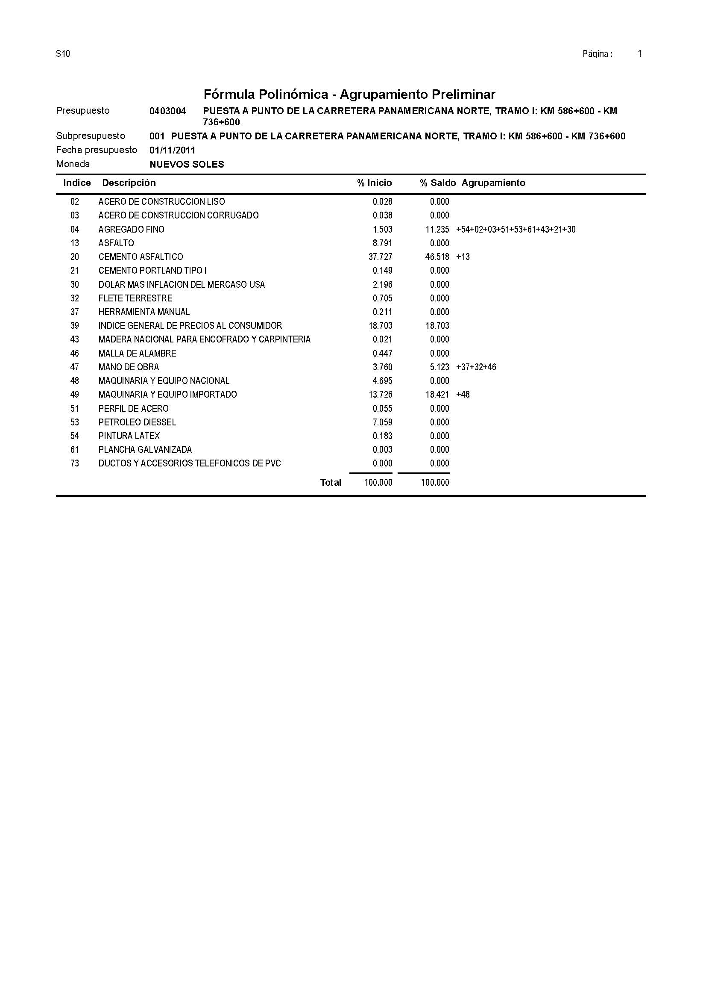 S10 Página : 1
Fórmula Polinómica - Agrupamiento Preliminar
Presupuesto 0403004 PUESTA A PUNTO DE LA CARRETERA PANAMERICANA NORTE, TRAMO I: KM 586+600 - KM
736+600
Subpresupuesto 001 PUESTA A PUNTO DE LA CARRETERA PANAMERICANA NORTE, TRAMO I: KM 586+600 - KM 736+600
Fecha presupuesto 01/11/2011
Moneda NUEVOS SOLES
Indice Descripción % Inicio % Saldo Agrupamiento
02 ACERO DE CONSTRUCCION LISO 0.028 0.000
03 ACERO DE CONSTRUCCION CORRUGADO 0.038 0.000
04 AGREGADO FINO 1.503 11.235 +54+02+03+51+53+61+43+21+30
13 ASFALTO 8.791 0.000
20 CEMENTO ASFALTICO 37.727 46.518 +13
21 CEMENTO PORTLAND TIPO I 0.149 0.000
30 DOLAR MAS INFLACION DEL MERCASO USA 2.196 0.000
32 FLETE TERRESTRE 0.705 0.000
37 HERRAMIENTA MANUAL 0.211 0.000
39 INDICE GENERAL DE PRECIOS AL CONSUMIDOR 18.703 18.703
43 MADERA NACIONAL PARA ENCOFRADO Y CARPINTERIA 0.021 0.000
46 MALLA DE ALAMBRE 0.447 0.000
47 MANO DE OBRA 3.760 5.123 +37+32+46
48 MAQUINARIA Y EQUIPO NACIONAL 4.695 0.000
49 MAQUINARIA Y EQUIPO IMPORTADO 13.726 18.421 +48
51 PERFIL DE ACERO 0.055 0.000
53 PETROLEO DIESSEL 7.059 0.000
54 PINTURA LATEX 0.183 0.000
61 PLANCHA GALVANIZADA 0.003 0.000
73 DUCTOS Y ACCESORIOS TELEFONICOS DE PVC 0.000 0.000
Total 100.000 100.000